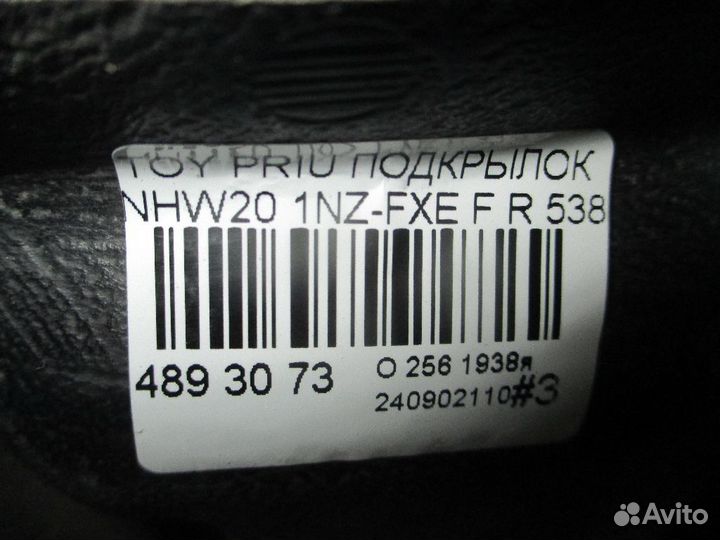 TOY PRIU ПОДКРЫЛОК
NHW20 1NZ-FXE F R 538
489 30 73
О 256 1938я
240902110#3
Avito